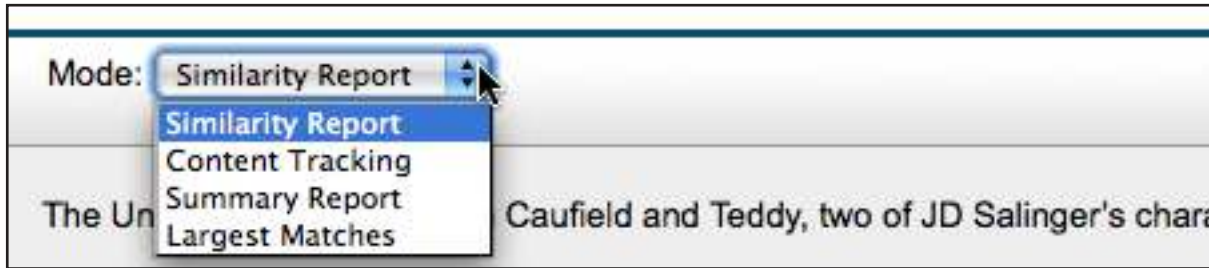 Mode: Similarity Report
Similarity Report
Content Tracking
Summary Report
Largest Matches
The Un Caufield and Teddy, two of JD Salinger's chara